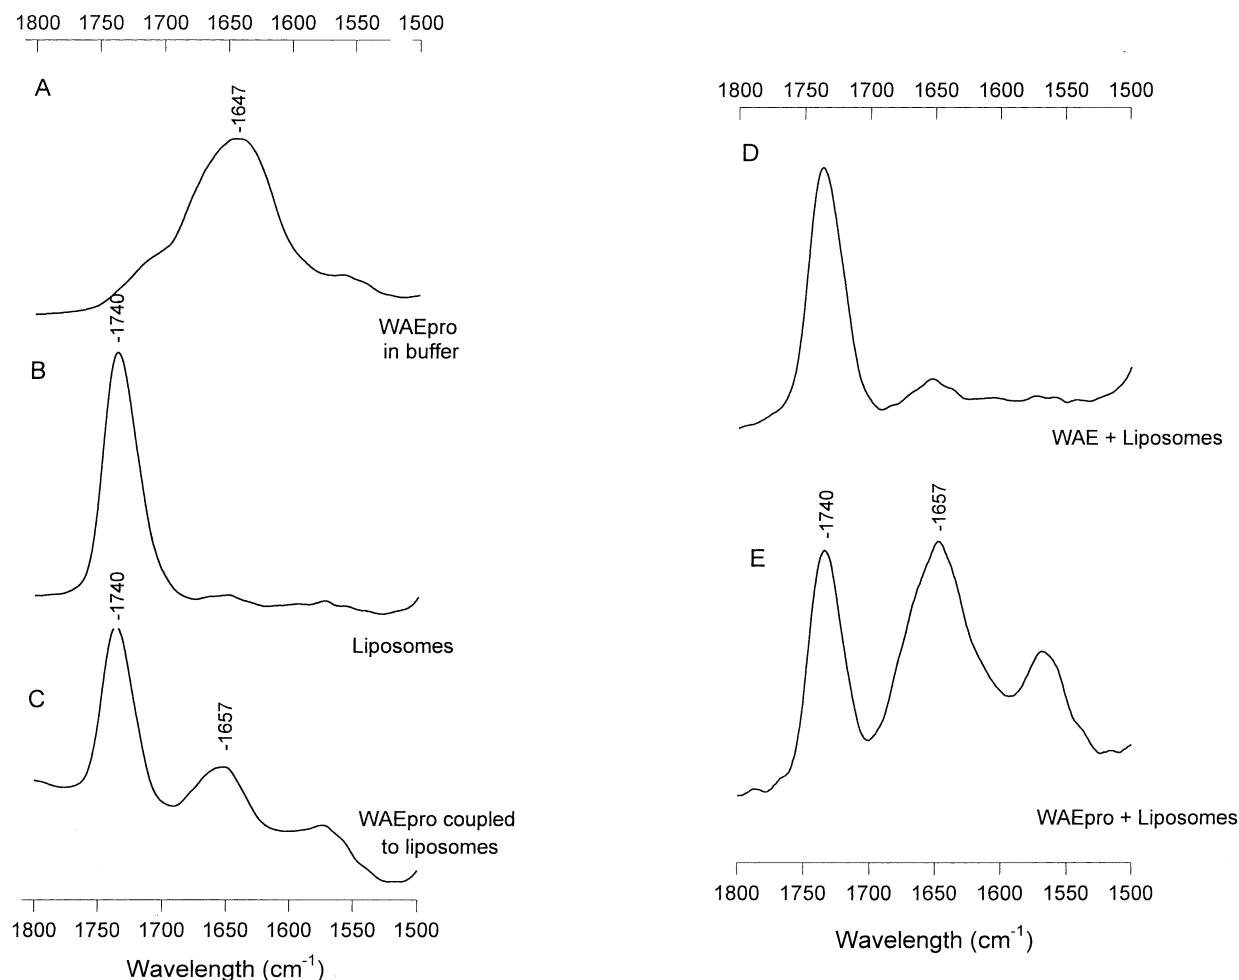 1800 1750 1700 1650 1600 1550 1500
A
-1647
WAEpro
in buffer
-1740
B
Liposomes
-1740
C
-1657
WAEpro coupled
to liposomes
1800 1750 1700 1650 1600 1550 1500
Wavelength (cm-1)
1800 1750 1700 1650 1600 1550 1500
D
WAE + Liposomes
-1740
-1657
E
WAEpro + Liposomes
1800 1750 1700 1650 1600 1550 1500
Wavelength (cm-1)